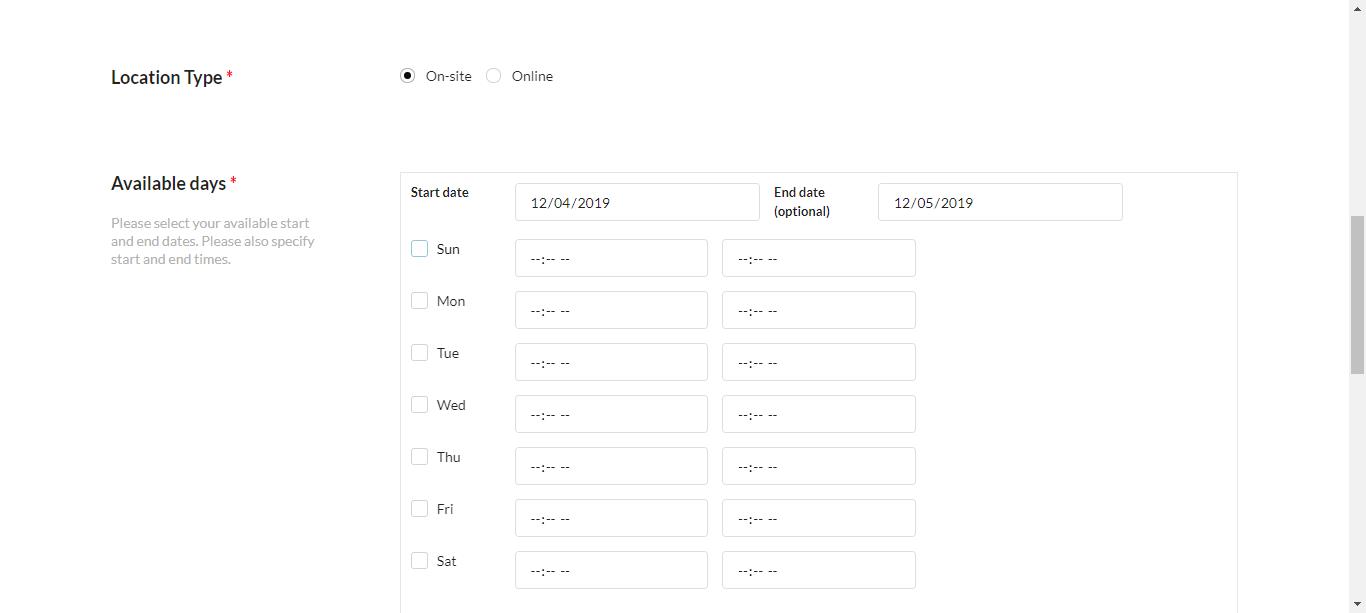 Location Type *
On-site Online
Available days *
Please select your available start
and end dates. Please also specify
start and end times.
Start date 12/04/2019 End date
(optional) 12/05/2019
Sun --:-- -- --:-- --
Mon --:-- -- --:-- --
Tue --:-- -- --:-- --
Wed --:-- -- --:-- --
Thu --:-- -- --:-- --
Fri --:-- -- --:-- --
Sat --:-- -- --:-- --